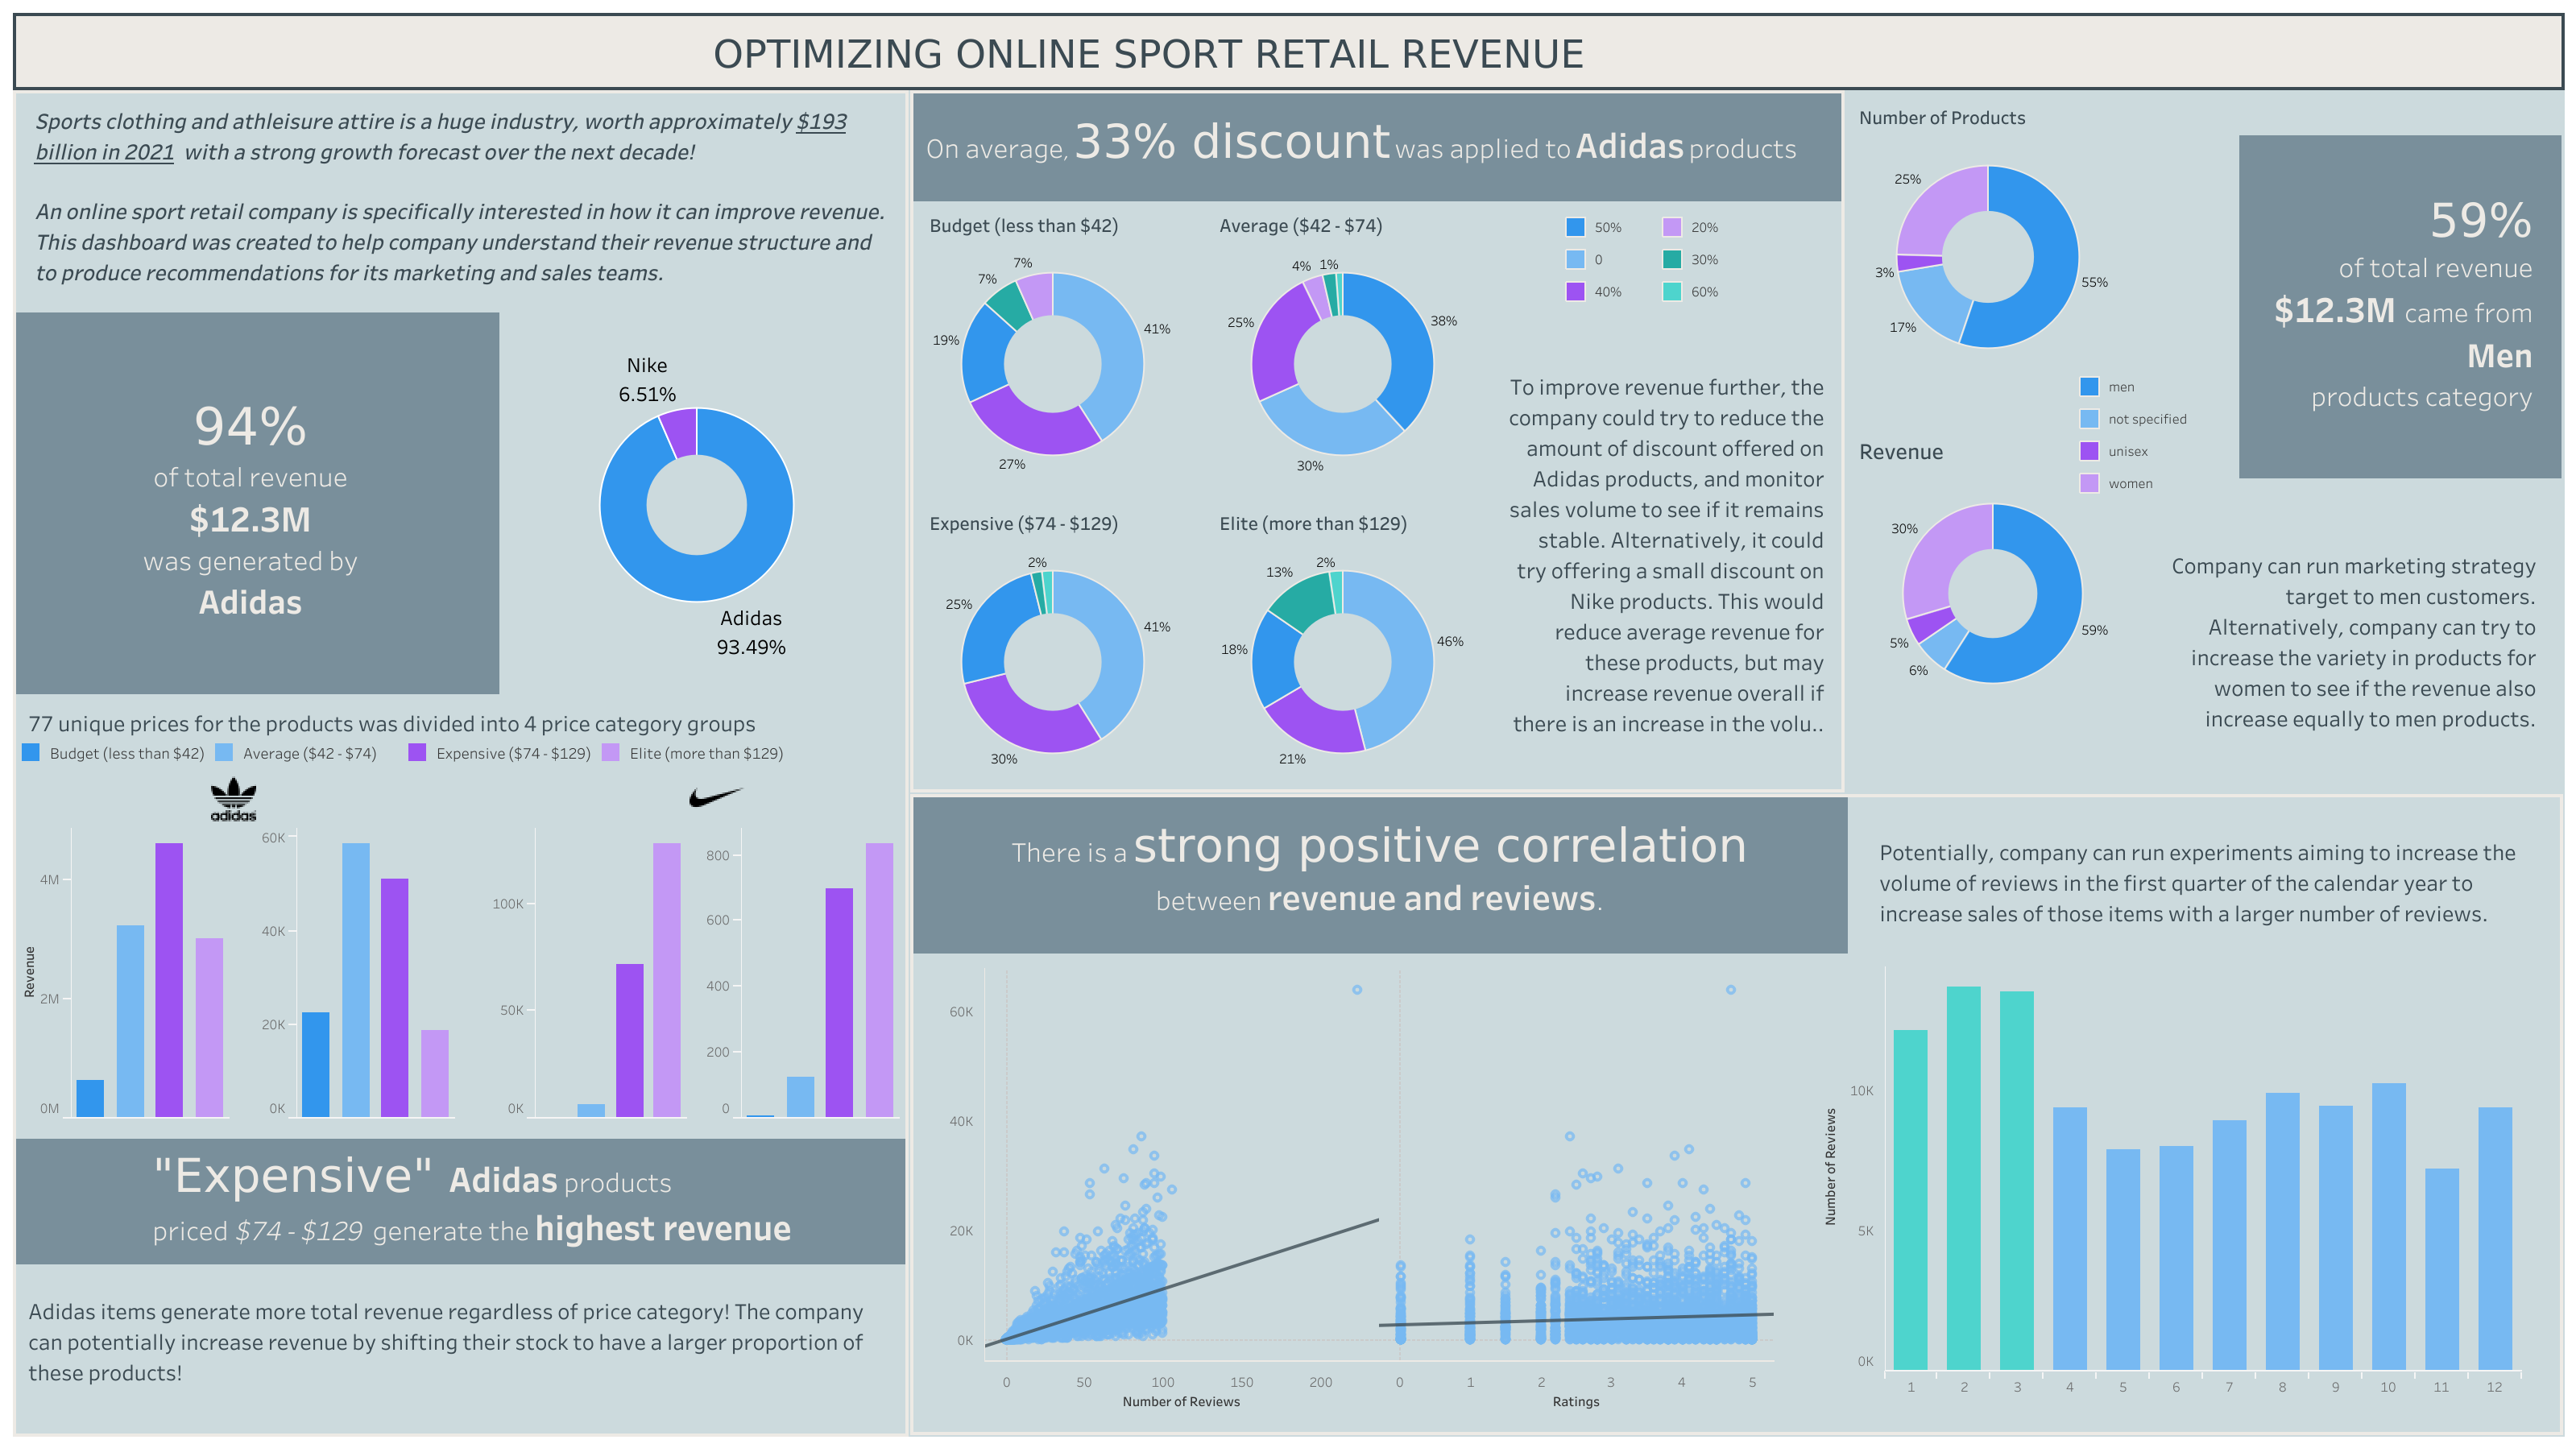 OPTIMIZING ONLINE SPORT RETAIL REVENUE
Sports clothing and athleisure attire is a huge industry, worth approximately $193
billion in 2021 with a strong growth forecast over the next decade!
An online sport retail company is specifically interested in how it can improve revenue.
This dashboard was created to help company understand their revenue structure and
to produce recommendations for its marketing and sales teams.
94%
of total revenue
$12.3M
was generated by
Adidas
Nike
6.51%
Adidas
93.49%
77 unique prices for the products was divided into 4 price category groups
Budget (less than $42) Average ($42 - $74) Expensive ($74 - $129) Elite (more than $129)
adidas
Revenue
4M
2M
0M
60K
40K
20K
0K
100K
50K
0K
800
600
400
200
0
"Expensive" Adidas products
priced $74 - $129 generate the highest revenue
Adidas items generate more total revenue regardless of price category! The company
can potentially increase revenue by shifting their stock to have a larger proportion of
these products!
On average, 33% discount was applied to Adidas products
Budget (less than $42)
7%
7%
19%
41%
27%
Average ($42 - $74)
4% 1%
25%
38%
30%
50% 20%
0 30%
40% 60%
Expensive ($74 - $129)
2%
25%
41%
30%
Elite (more than $129)
13% 2%
18%
46%
21%
To improve revenue further, the
company could try to reduce the
amount of discount offered on
Adidas products, and monitor
sales volume to see if it remains
stable. Alternatively, it could
try offering a small discount on
Nike products. This would
reduce average revenue for
these products, but may
increase revenue overall if
there is an increase in the volu..
Number of Products
25%
3%
17%
55%
men
not specified
unisex
women
Revenue
30%
5%
6%
59%
59%
of total revenue
$12.3M came from
Men
products category
Company can run marketing strategy
target to men customers.
Alternatively, company can try to
increase the variety in products for
women to see if the revenue also
increase equally to men products.
There is a strong positive correlation
between revenue and reviews.
60K
40K
20K
0K
0 50 100 150 200
Number of Reviews
0 1 2 3 4 5
Ratings
Potentially, company can run experiments aiming to increase the
volume of reviews in the first quarter of the calendar year to
increase sales of those items with a larger number of reviews.
Number of Reviews
10K
5K
0K
1 2 3 4 5 6 7 8 9 10 11 12